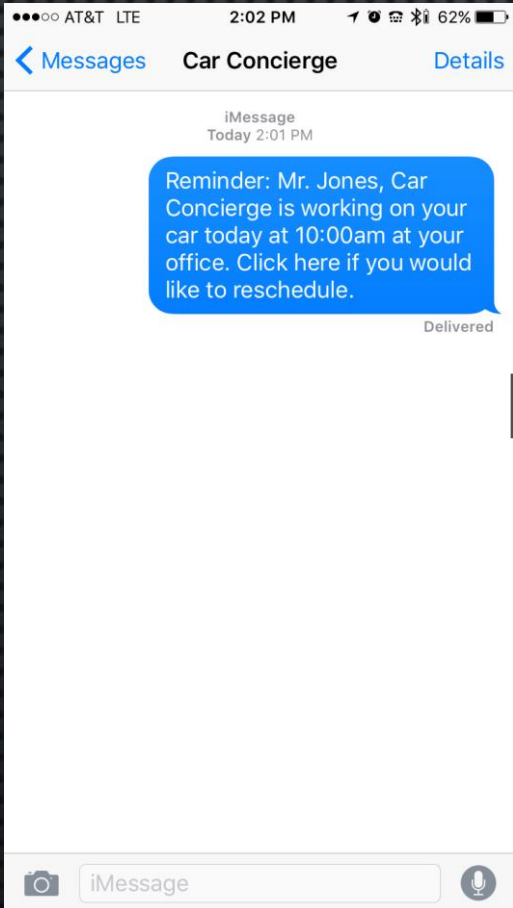 AT&T LTE 2:02 PM 62%
Messages Car Concierge Details
iMessage
Today 2:01 PM
Reminder: Mr. Jones, Car
Concierge is working on your
car today at 10:00am at your
office. Click here if you would
like to reschedule.
Delivered
iMessage